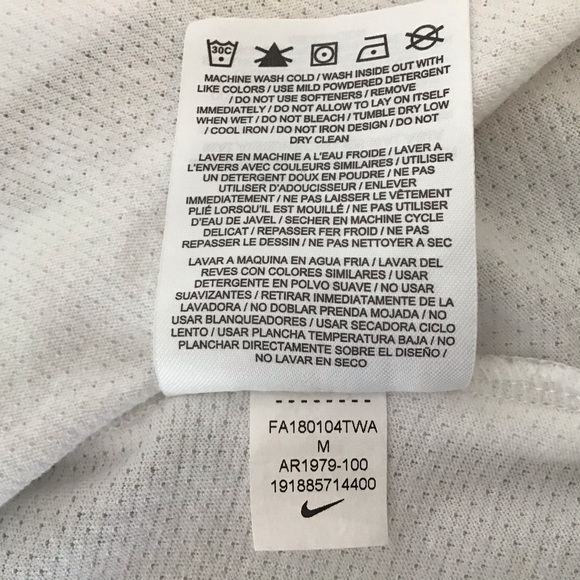 30C
MACHINE WASH COLD / WASH INSIDE OUT WITH
LIKE COLORS / USE MILD POWDERED DETERGENT
/ DO NOT USE SOFTENERS / REMOVE
IMMEDIATELY / DO NOT ALLOW TO LAY ON ITSELF
WHEN WET / DO NOT BLEACH / TUMBLE DRY LOW
/ COOL IRON / DO NOT IRON DESIGN / DO NOT
DRY CLEAN
LAVER EN MACHINE A L'EAU FROIDE / LAVER A
L'ENVERS AVEC COULEURS SIMILAIRES / UTILISER
UN DETERGENT DOUX EN POUDRE / NE PAS
UTILISER D'ADOUCISEUR / ENLEVER
IMMEDIATEMENT / NE PAS LAISSER LE VÊTEMENT
PLIÉ LORSQU'IL EST MOUILLÉ / NE PAS UTILISER
D'EAU DE JAVEL / SECHER EN MACHINE CYCLE
DELICAT / REPASSER FER FROID / NE PAS
REPASSER LE DESSIN / NE PAS NETTOYER A SEC
LAVAR A MAQUINA EN AGUA FRIA / LAVAR DEL
REVES CON COLORES SIMILARES / USAR
DETERGENTE EN POLVO SUAVE / NO USAR
SUAVIZANTES / RETIRAR INMEDIATAMENTE DE LA
LAVADORA / NO DOBLAR PRENDA MOJADA / NO
USAR BLANQUEADORES / USAR SECADORA CICLO
LENTO / USAR PLANCHA TEMPERATURA BAJA / NO
PLANCHAR DIRECTAMENTE SOBRE EL DISEÑO /
NO LAVAR EN SECO
FA180104TWA
M
AR1979-100
191885714400